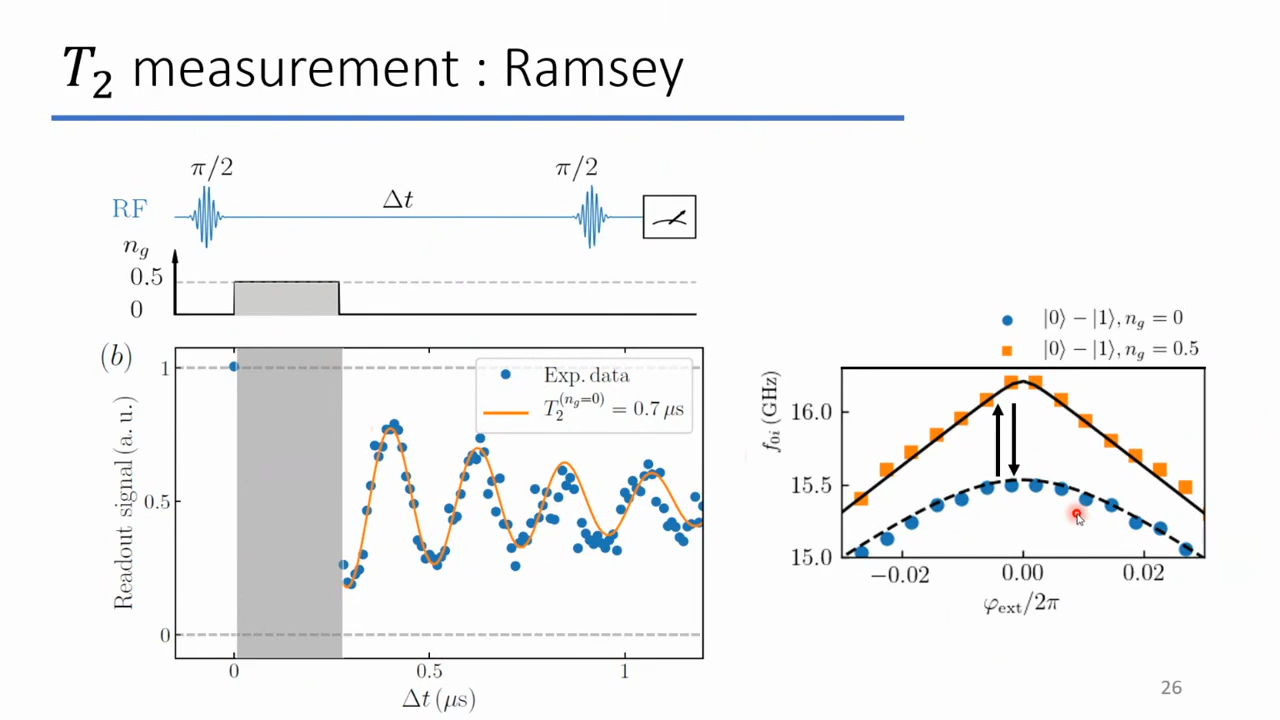 T₂ measurement : Ramsey
π/2
π/2
RF
Δt
n_g
0.5
0
(b)
Readout signal (a. u.)
1
0.5
0
Exp. data
T₂^(n_g=0) = 0.7 μs
0
0.5
1
Δt (μs)
|0⟩ − |1⟩, n_g = 0
|0⟩ − |1⟩, n_g = 0.5
f_0i (GHz)
16.0
15.5
15.0
−0.02
0.00
0.02
φ_ext/2π
26